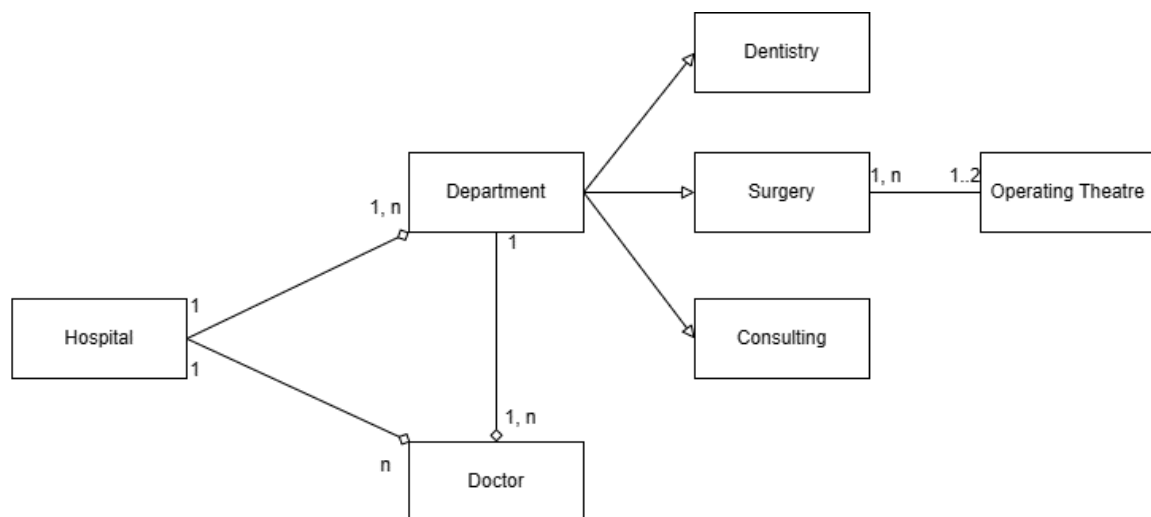 Dentistry
Department
Surgery
1, n
1..2
Operating Theatre
1, n
1
1
Hospital
1
Consulting
1, n
n
Doctor